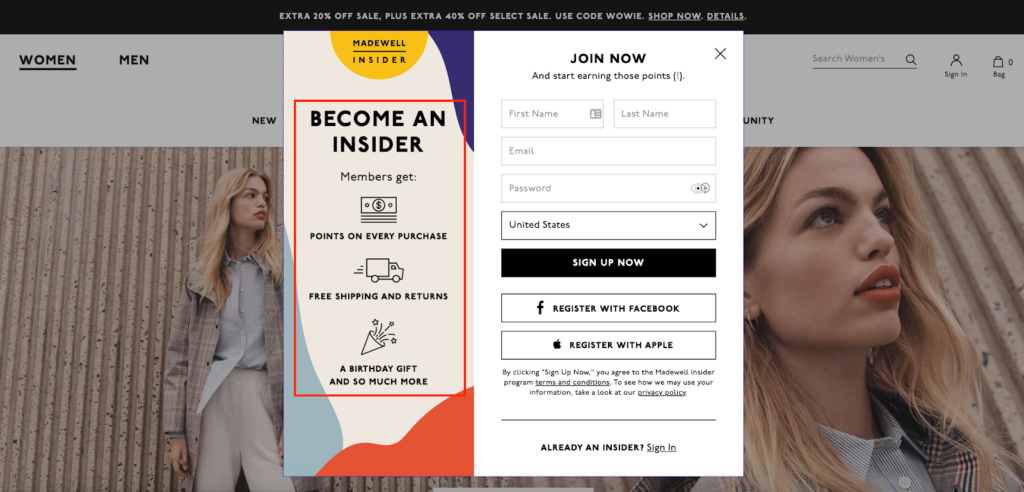 EXTRA 20% OFF SALE, PLUS EXTRA 40% OFF SELECT SALE. USE CODE WOWIE. SHOP NOW. DETAILS.
WOMEN
MEN
Search Women's
Sign In
0
Bag
NEW
UNITY
MADEWELL
INSIDER
BECOME AN
INSIDER
Members get:
POINTS ON EVERY PURCHASE
FREE SHIPPING AND RETURNS
A BIRTHDAY GIFT
AND SO MUCH MORE
JOIN NOW
And start earning those points (!).
First Name
Last Name
Email
Password
United States
SIGN UP NOW
REGISTER WITH FACEBOOK
REGISTER WITH APPLE
By clicking "Sign Up Now," you agree to the Madewell Insider
program terms and conditions. To see how we may use your
information, take a look at our privacy policy.
ALREADY AN INSIDER? Sign In